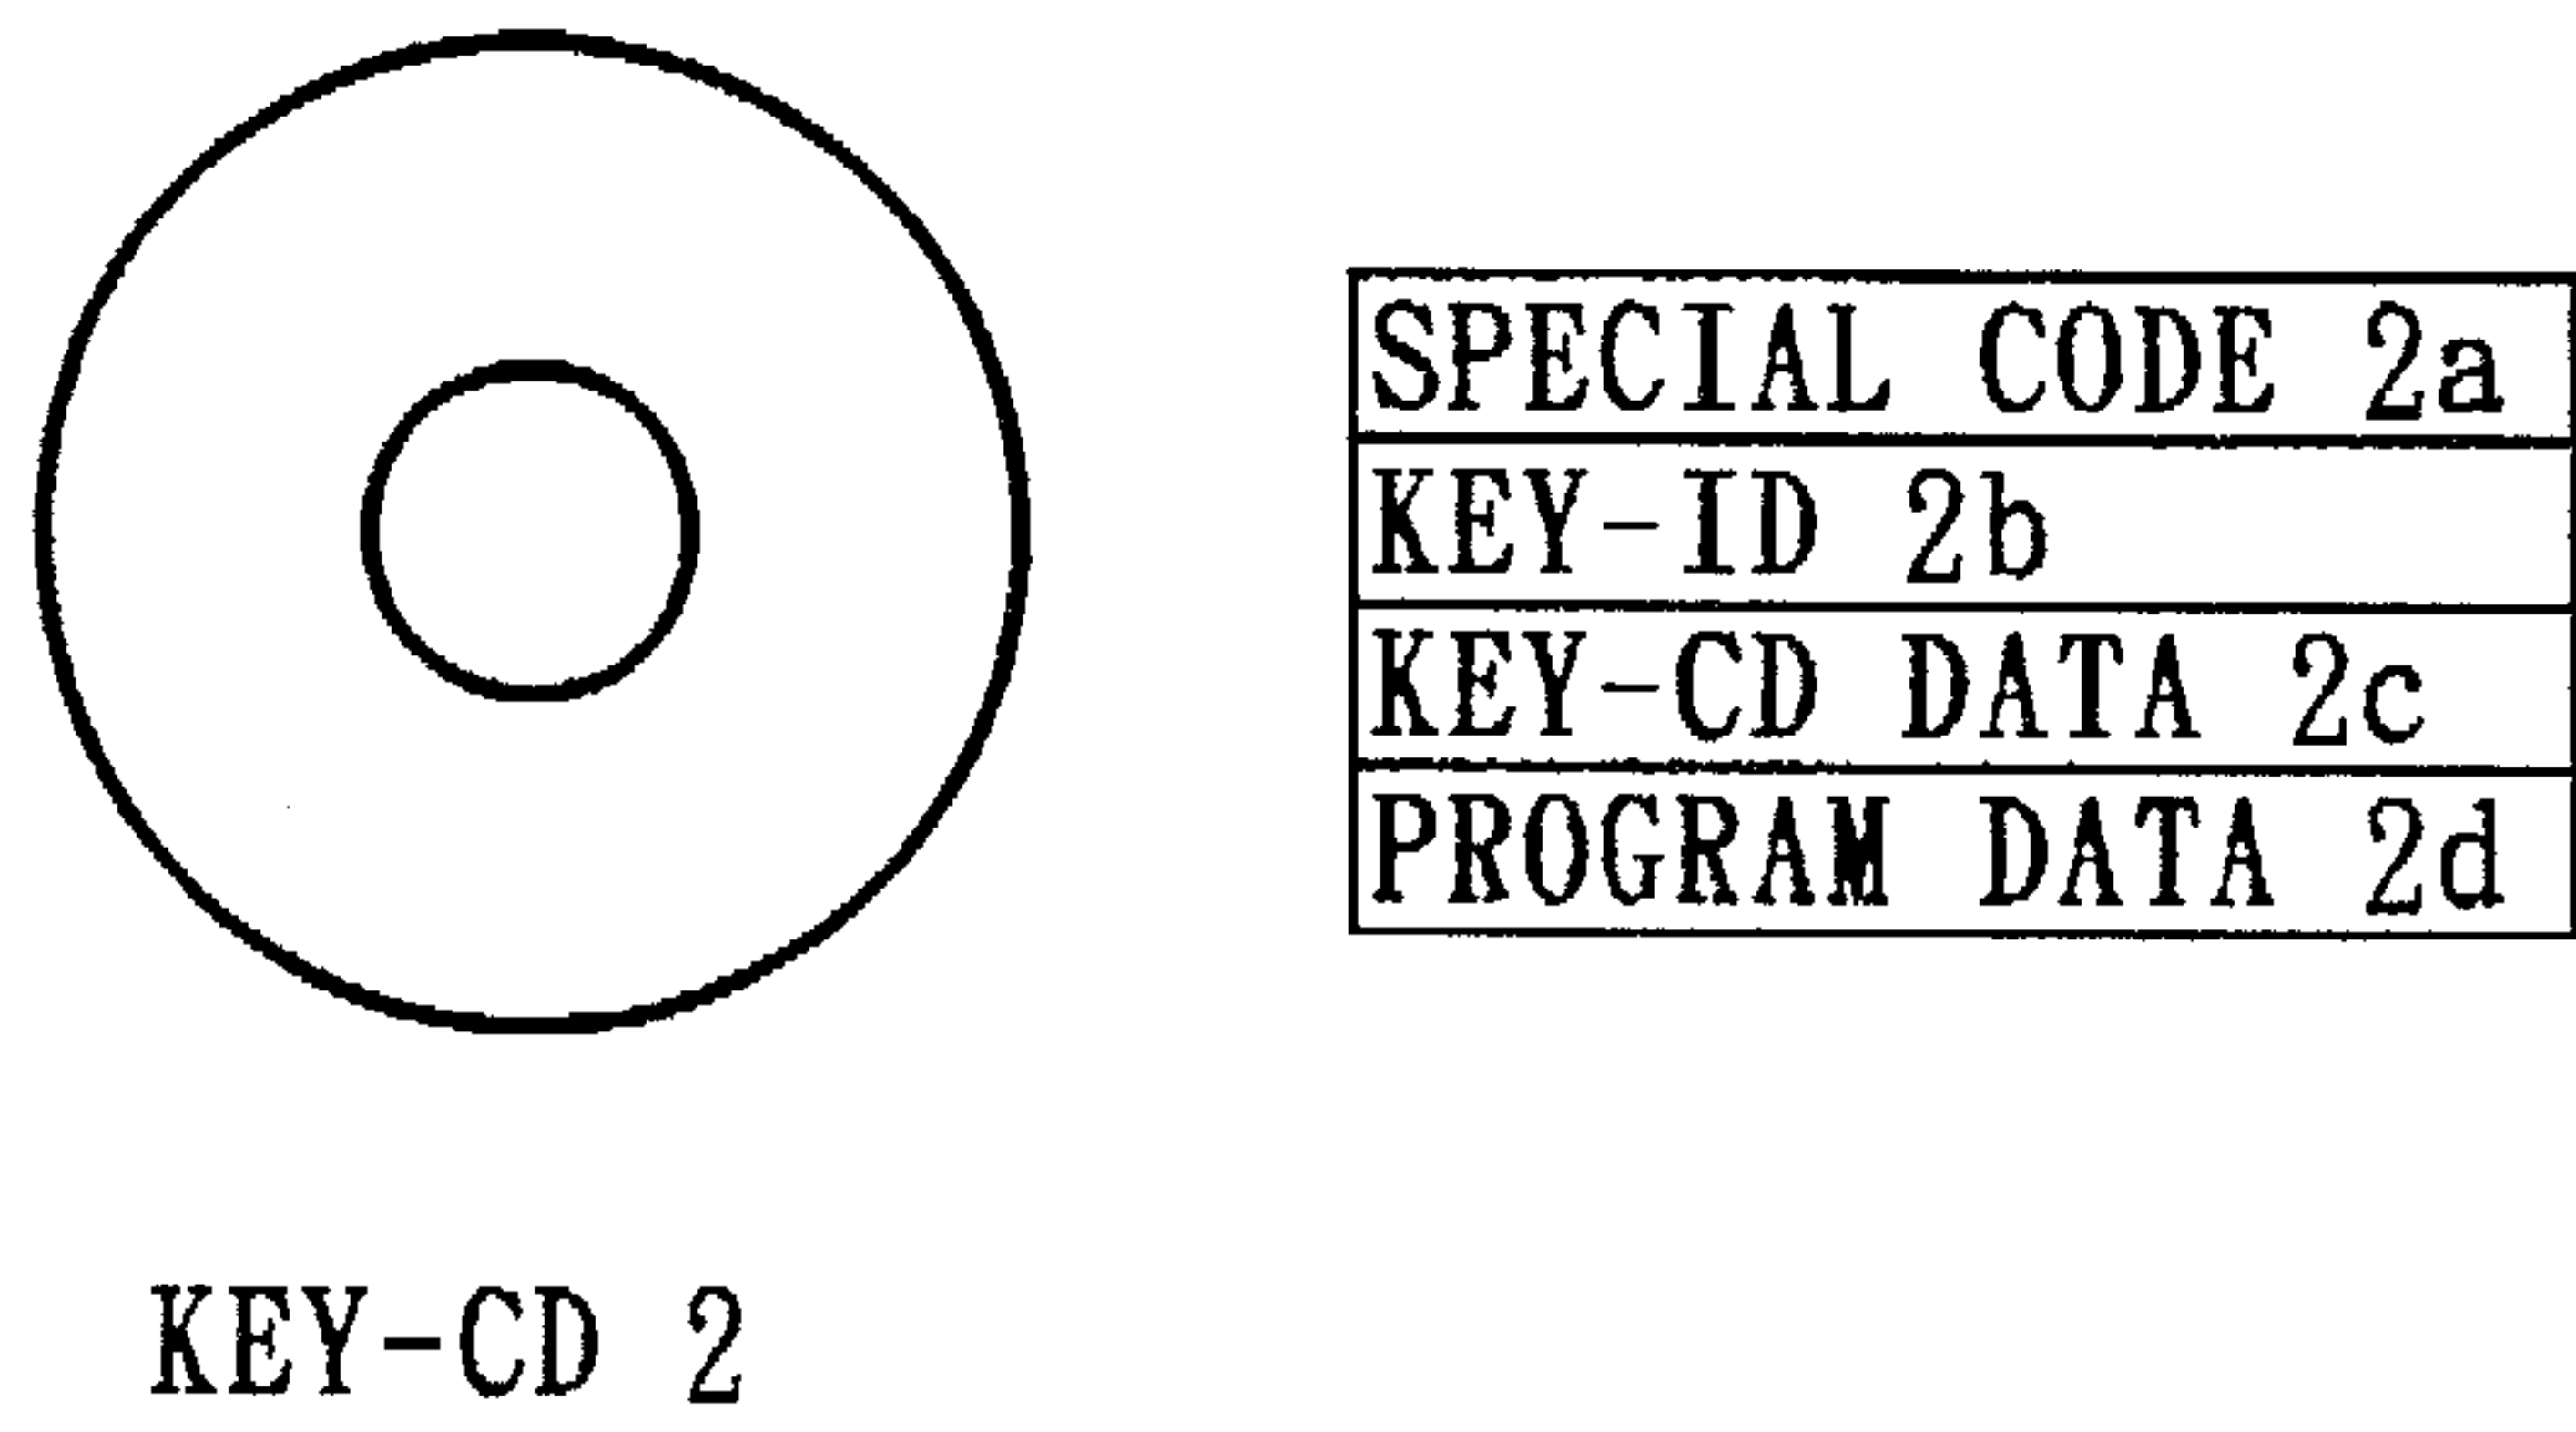 SPECIAL CODE 2a
KEY-ID 2b
KEY-CD DATA 2c
PROGRAM DATA 2d
KEY-CD 2